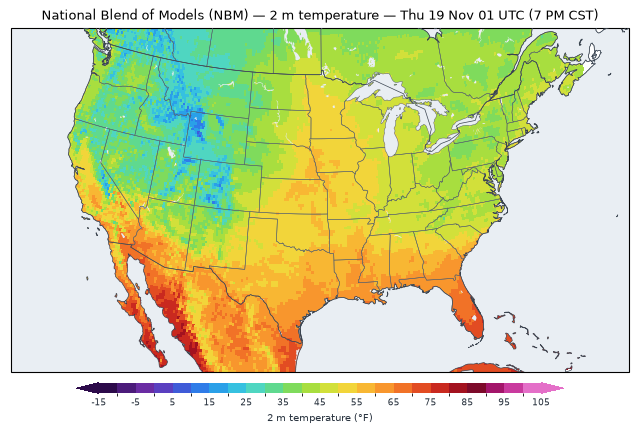 National Blend of Models (NBM) — 2 m temperature — Thu 19 Nov 01 UTC (7 PM CST)
-15 -5 5 15 25 35 45 55 65 75 85 95 105
2 m temperature (°F)